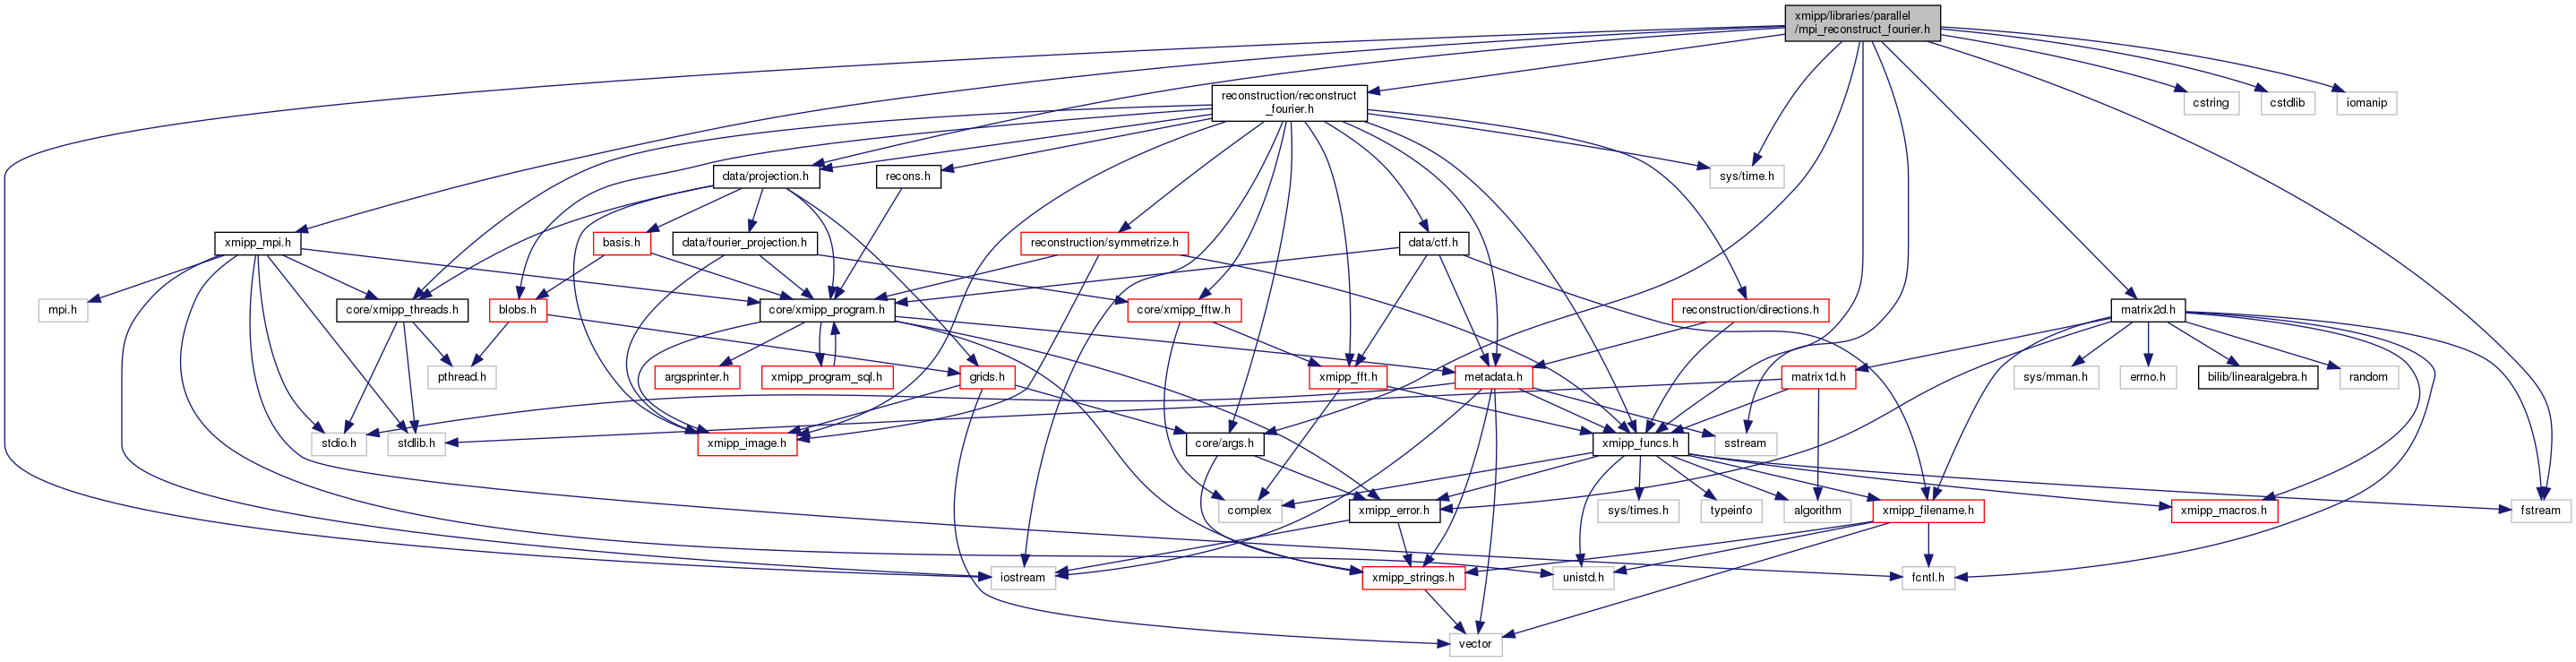 xmipp/libraries/parallel
/mpi_reconstruct_fourier.h
reconstruction/reconstruct
_fourier.h
cstring
cstdlib
iomanip
data/projection.h
recons.h
sys/time.h
xmipp_mpi.h
basis.h
data/fourier_projection.h
reconstruction/symmetrize.h
data/ctf.h
mpi.h
core/xmipp_threads.h
blobs.h
core/xmipp_program.h
core/xmipp_fftw.h
reconstruction/directions.h
matrix2d.h
pthread.h
argsprinter.h
xmipp_program_sql.h
grids.h
xmipp_fft.h
metadata.h
matrix1d.h
sys/mman.h
errno.h
bilib/linearalgebra.h
random
stdio.h
stdlib.h
xmipp_image.h
core/args.h
xmipp_funcs.h
sstream
complex
xmipp_error.h
sys/times.h
typeinfo
algorithm
xmipp_filename.h
xmipp_macros.h
fstream
iostream
xmipp_strings.h
unistd.h
fcntl.h
vector